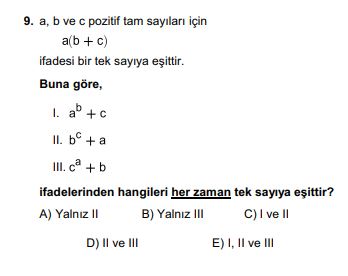 9. a, b ve c pozitif tam sayıları için
a(b + c)
ifadesi bir tek sayıya eşittir.
Buna göre,
I. a^b + c
II. b^c + a
III. c^a + b
ifadelerinden hangileri her zaman tek sayıya eşittir?
A) Yalnız II B) Yalnız III C) I ve II
D) II ve III E) I, II ve III